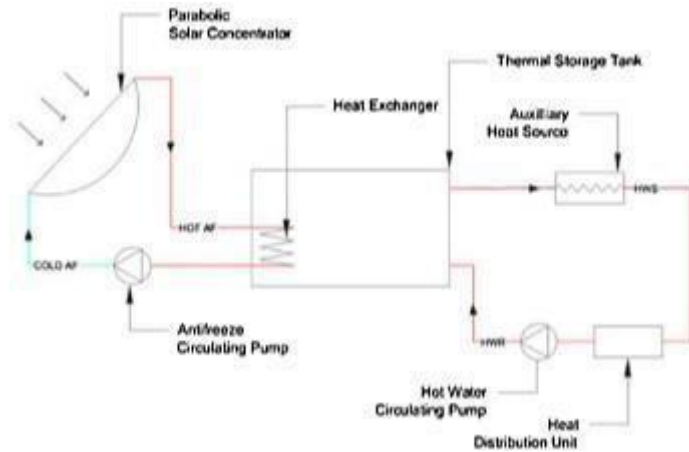 Parabolic
Solar Concentrator
Thermal Storage Tank
Heat Exchanger
Auxilliary
Heat Source
HWS
HOT AF
COLD AF
Antifreeze
Circulating Pump
HWR
Hot Water
Circulating Pump
Heat
Distribution Unit